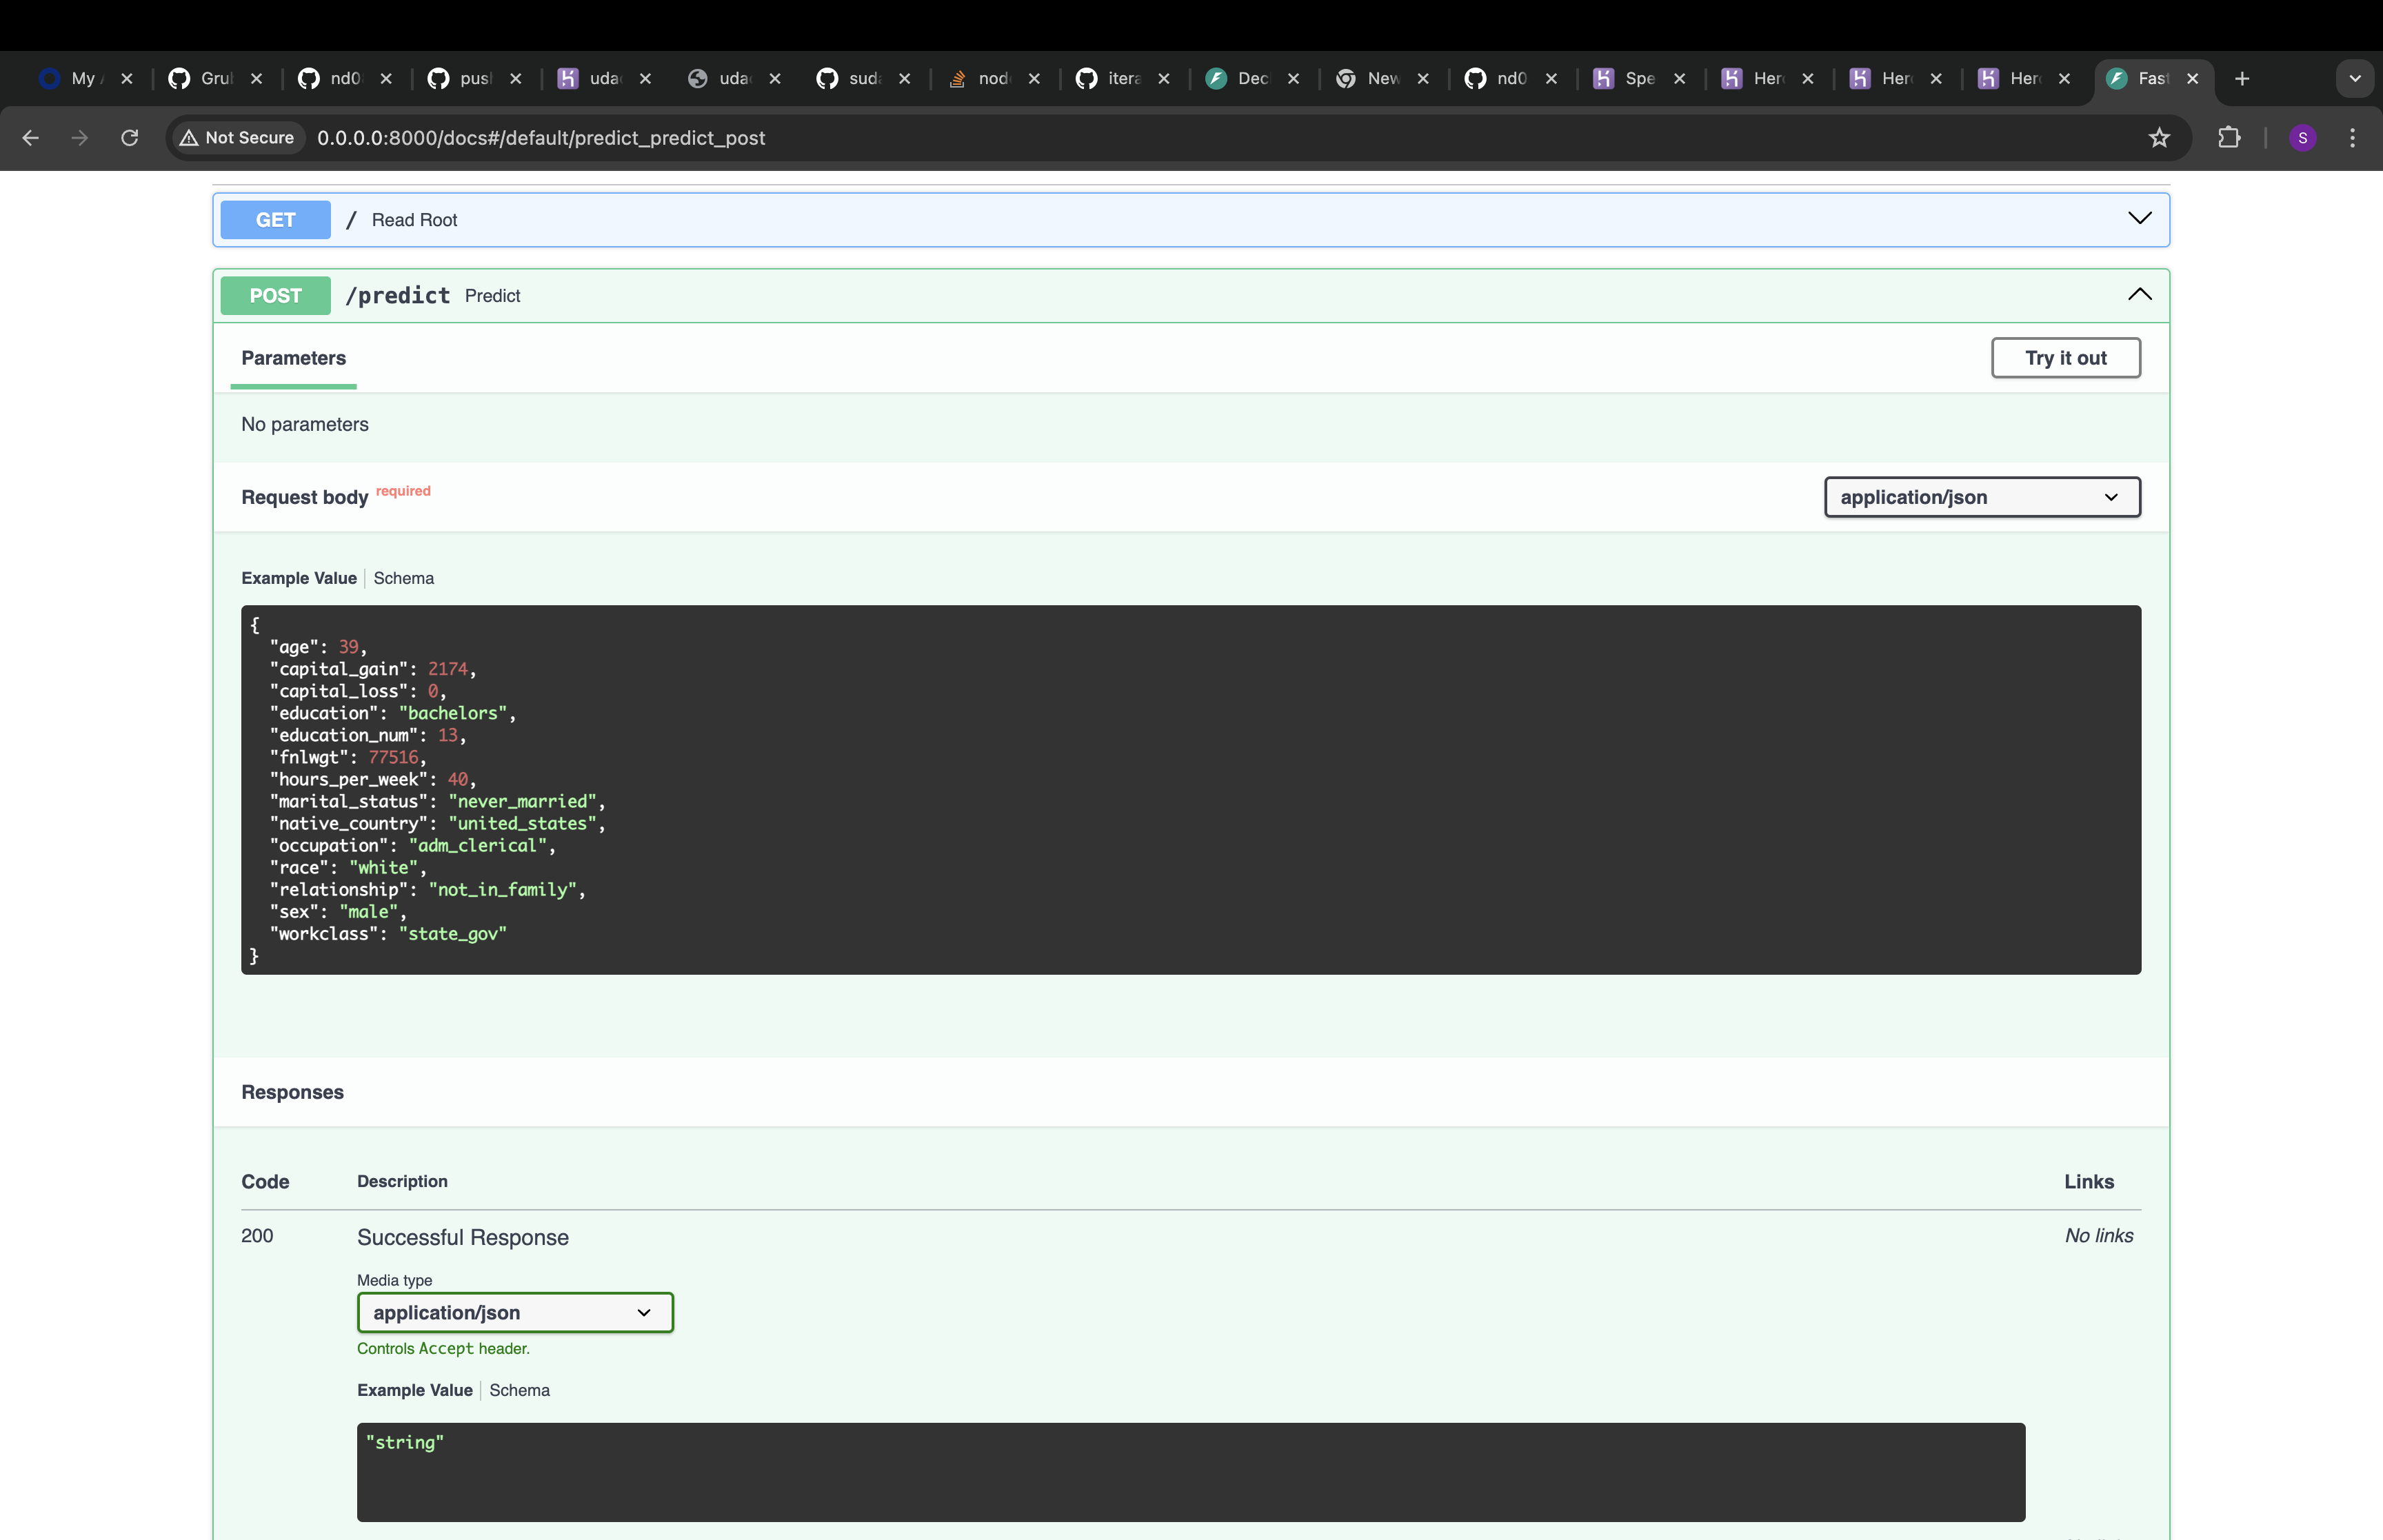 My
Gru
nd0
pus
uda
uda
suda
nod
itera
Dec
New
nd0
Spe
Her
Her
Her
Fast
Not Secure
0.0.0.0:8000/docs#/default/predict_predict_post
S
GET / Read Root
POST /predict Predict
Parameters
Try it out
No parameters
Request body required
application/json
Example Value Schema
{
"age": 39,
"capital_gain": 2174,
"capital_loss": 0,
"education": "bachelors",
"education_num": 13,
"fnlwgt": 77516,
"hours_per_week": 40,
"marital_status": "never_married",
"native_country": "united_states",
"occupation": "adm_clerical",
"race": "white",
"relationship": "not_in_family",
"sex": "male",
"workclass": "state_gov"
}
Responses
Code Description Links
200 Successful Response No links
Media type
application/json
Controls Accept header.
Example Value Schema
"string"